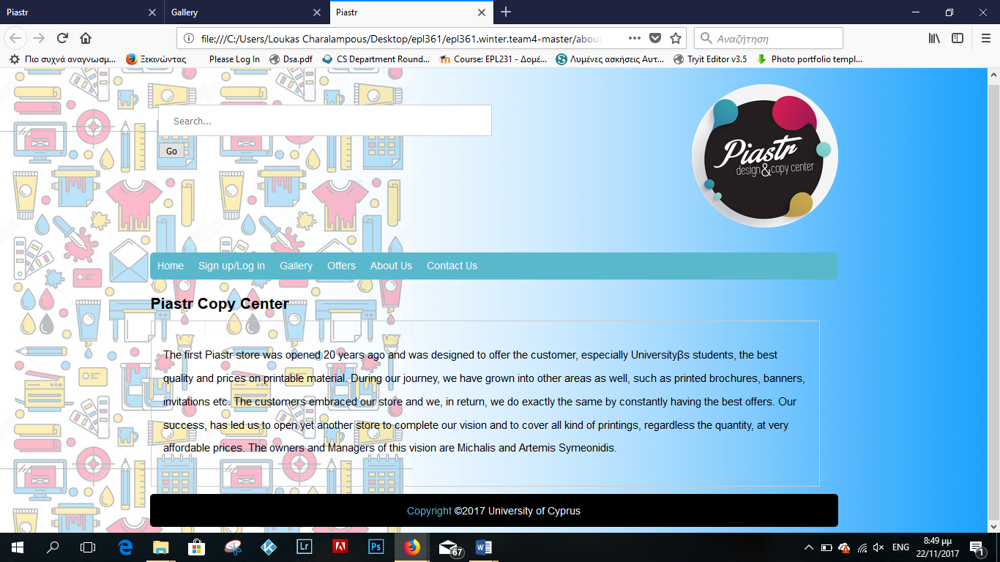 Piastr
Gallery
Piastr
file:///C:/Users/Loukas Charalampous/Desktop/epl361/epl361.winter.team4-master/about
Αναζήτηση
Πιο συχνά αναγνωσμ...
Ξεκινώντας
Please Log In
Dsa.pdf
CS Department Round...
Course: EPL231 - Δομέ...
Λυμένες ασκήσεις Αυτ...
Tryit Editor v3.5
Photo portfolio templ...
Search...
Go
Piastr
design&copy center
Home Sign up/Log in Gallery Offers About Us Contact Us
Piastr Copy Center
The first Piastr store was opened 20 years ago and was designed to offer the customer, especially Universityβs students, the best
quality and prices on printable material. During our journey, we have grown into other areas as well, such as printed brochures, banners,
invitations etc. The customers embraced our store and we, in return, we do exactly the same by constantly having the best offers. Our
success, has led us to open yet another store to complete our vision and to cover all kind of printings, regardless the quantity, at very
affordable prices. The owners and Managers of this vision are Michalis and Artemis Symeonidis.
Copyright ©2017 University of Cyprus
Lr
Ps
67
ENG
8:49 μμ
22/11/2017
1